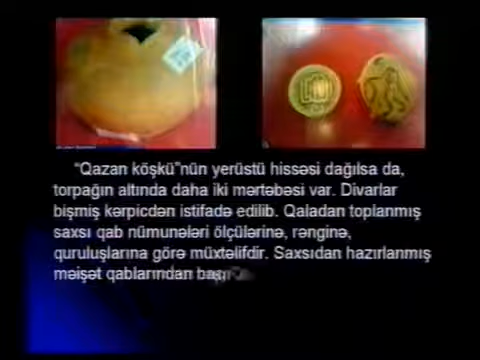 “Qazan köşkü”nün yerüstü hissəsi dağılsa da,
torpağın altında daha iki mərtəbəsi var. Divarlar
bişmiş kərpicdən istifadə edilib. Qaladan toplanmış
saxsı qab nümunələri ölçülərinə, rənginə,
quruluşlarına görə müxtəlifdir. Saxsıdan hazırlanmış
məişət qablarından